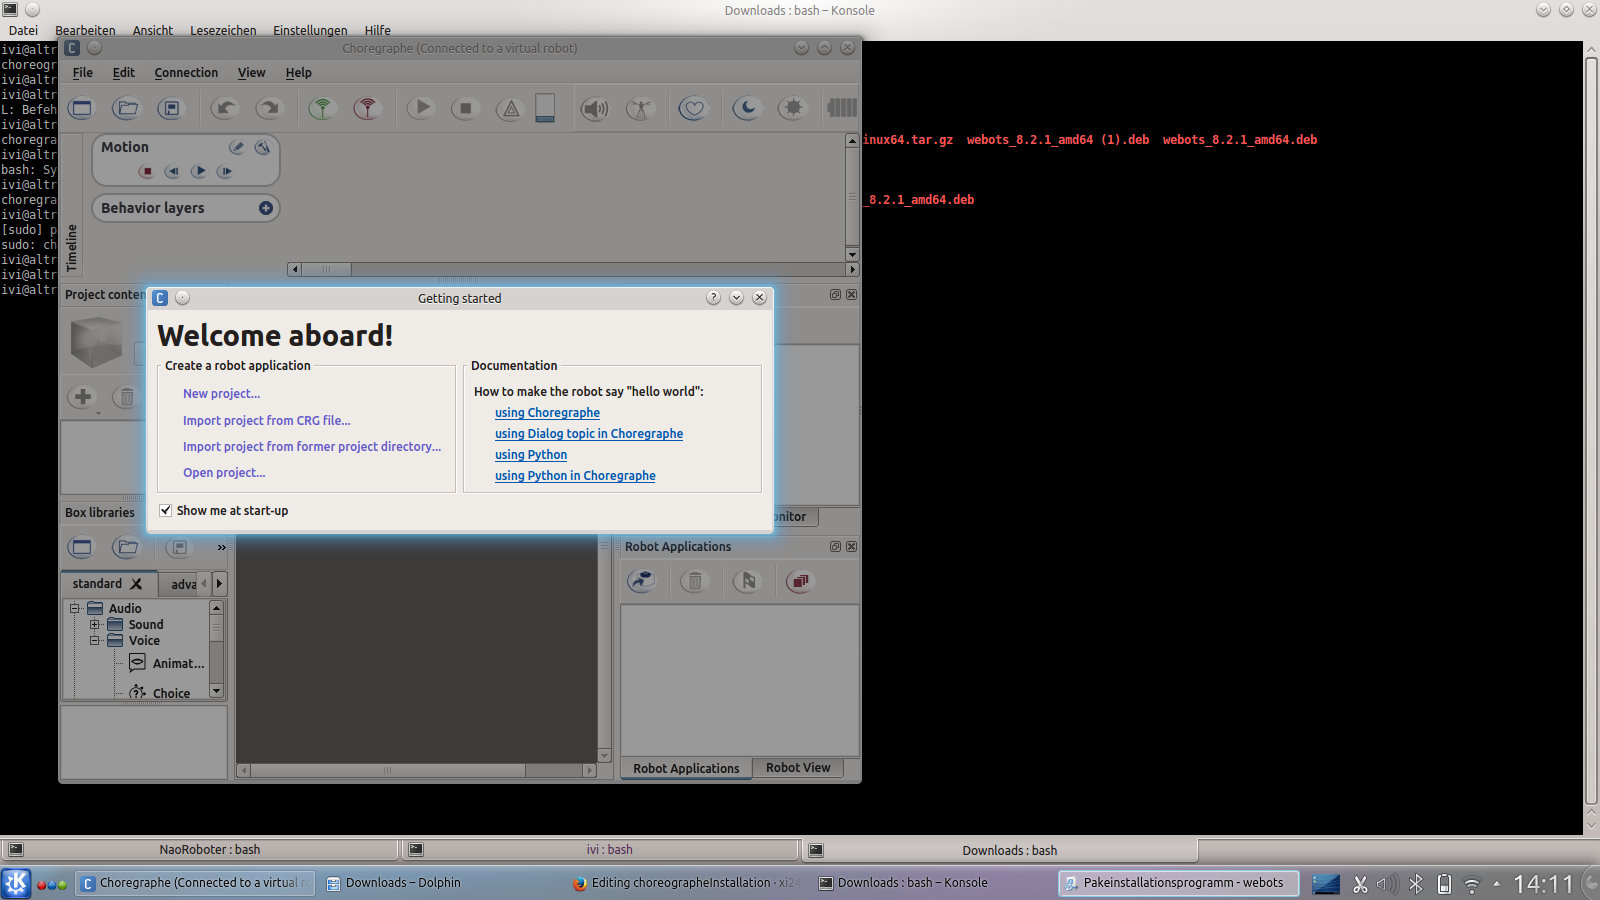 Downloads : bash – Konsole
Datei Bearbeiten Ansicht Lesezeichen Einstellungen Hilfe
ivi@altr
choreogr
ivi@altr
ivi@altr
L: Befeh
ivi@altr
choregra
ivi@altr
bash: Sy
ivi@altr
choregra
ivi@altr
[sudo] p
sudo: ch
ivi@altr
ivi@altr
ivi@altr
inux64.tar.gz webots_8.2.1_amd64 (1).deb webots_8.2.1_amd64.deb
_8.2.1_amd64.deb
Choregraphe (Connected to a virtual robot)
File Edit Connection View Help
Motion
Behavior layers
Timeline
Project conten
Getting started
Welcome aboard!
Create a robot application
New project...
Import project from CRG file...
Import project from former project directory...
Open project...
Documentation
How to make the robot say "hello world":
using Choregraphe
using Dialog topic in Choregraphe
using Python
using Python in Choregraphe
Show me at start-up
onitor
Box libraries
standard adva
Audio
Sound
Voice
Animat...
Choice
Robot Applications
Robot Applications Robot View
NaoRoboter : bash ivi : bash Downloads : bash
Choregraphe (Connected to a virtual r Downloads – Dolphin Editing choreographeInstallation - xi24 Downloads : bash – Konsole Pakeinstallationsprogramm - webots 14:11